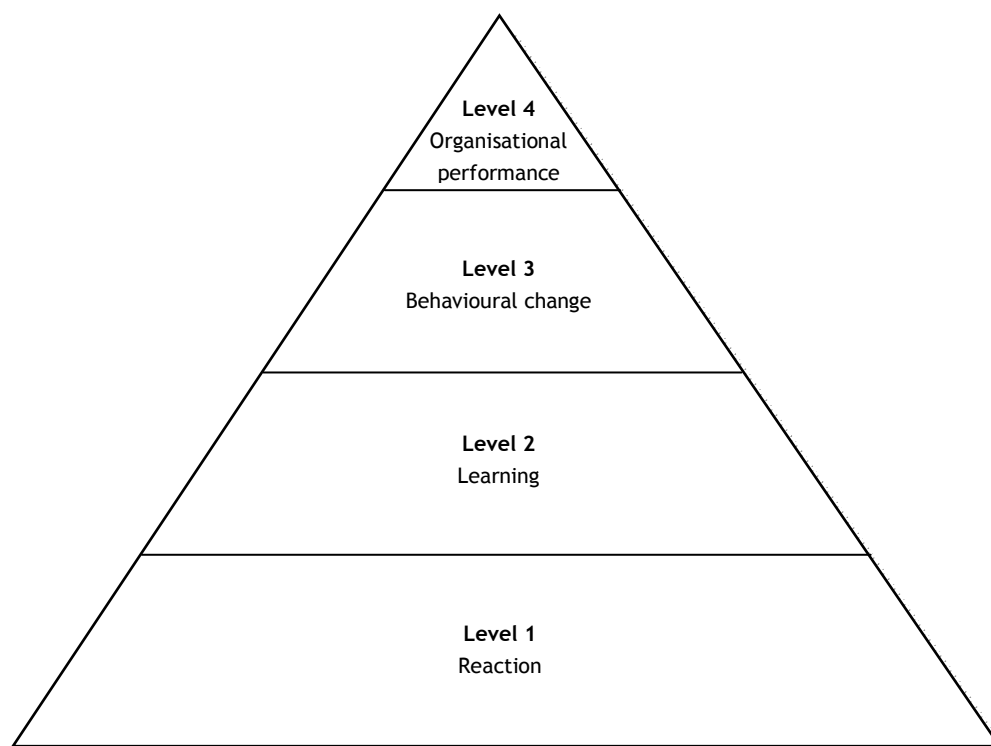 Level 4
Organisational
performance
Level 3
Behavioural change
Level 2
Learning
Level 1
Reaction